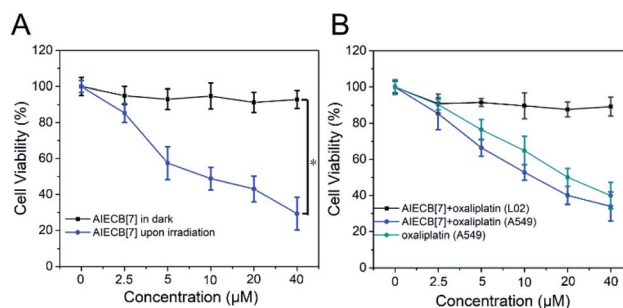 A
Cell Viability (%)
120
100
80
60
40
20
0
*
AIECB[7] in dark
AIECB[7] upon irradiation
0 2.5 5 10 20 40
Concentration (μM)
B
Cell Viability (%)
120
100
80
60
40
20
0
AIECB[7]+oxaliplatin (L02)
AIECB[7]+oxaliplatin (A549)
oxaliplatin (A549)
0 2.5 5 10 20 40
Concentration (μM)